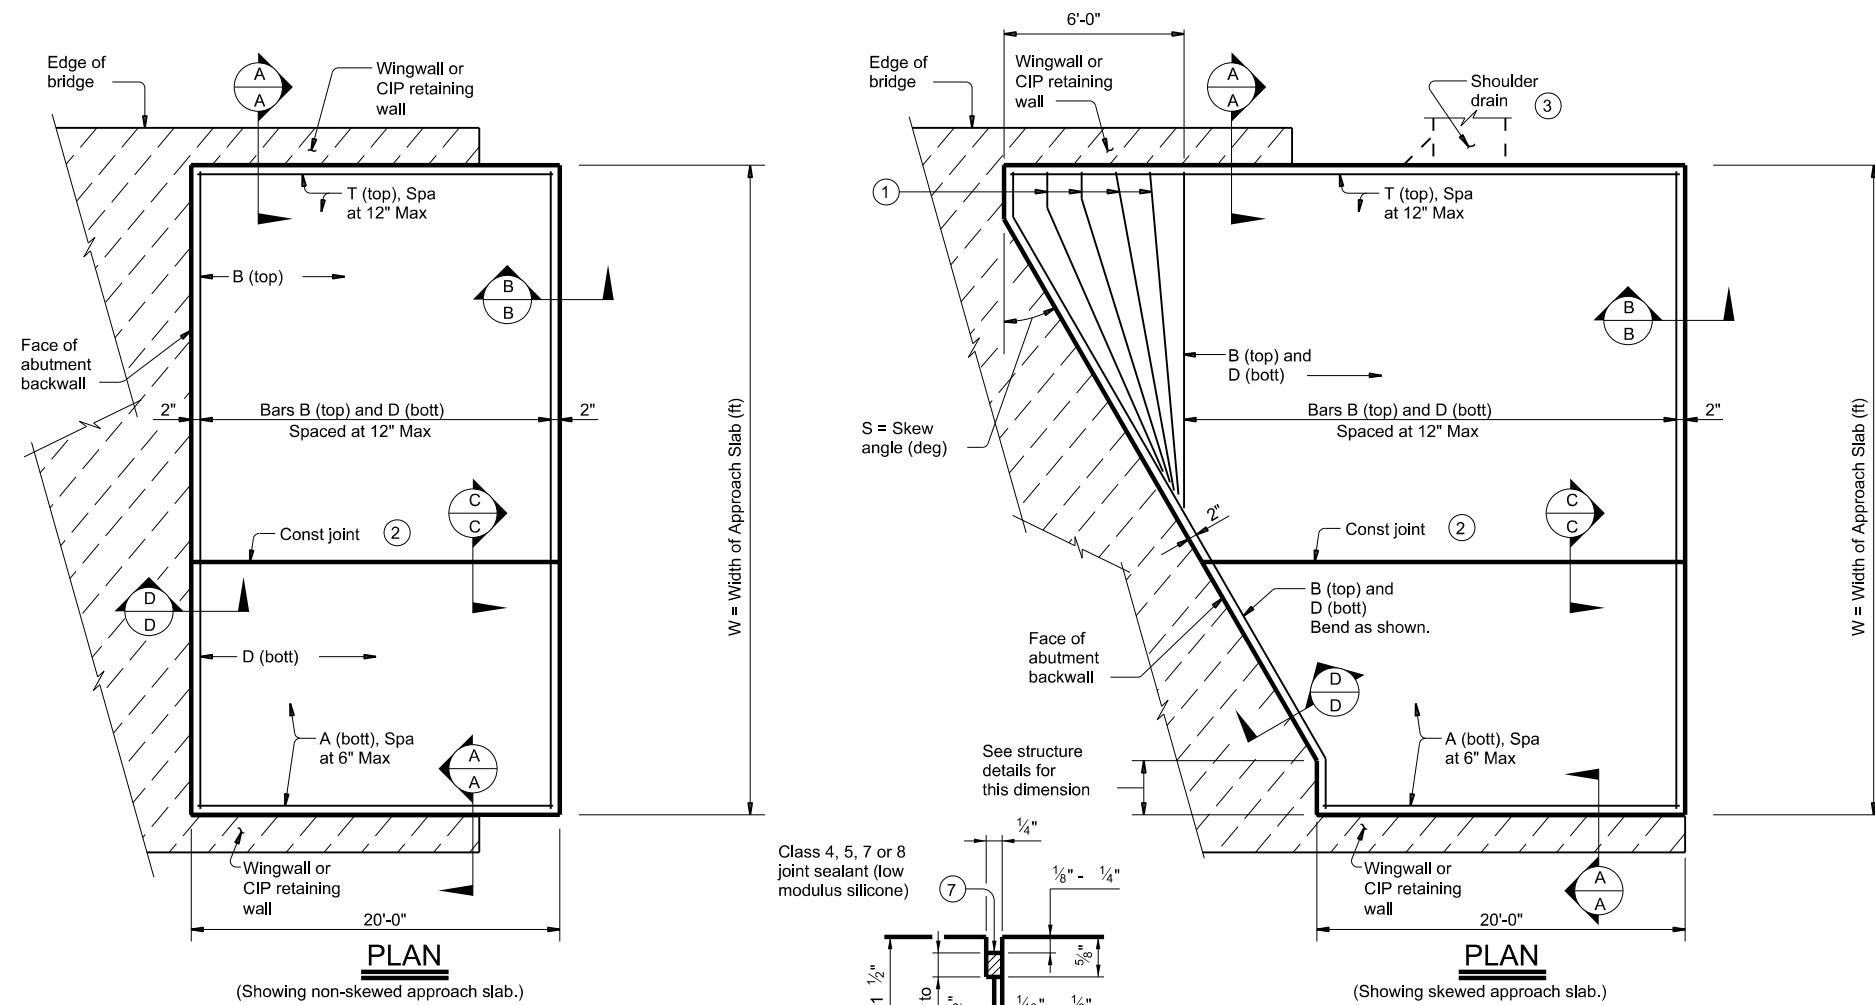 Edge of
bridge
A
A
Wingwall or
CIP retaining
wall
T (top), Spa
at 12" Max
B (top)
B
B
Face of
abutment
backwall
2"
Bars B (top) and D (bott)
Spaced at 12" Max
2"
W = Width of Approach Slab (ft)
C
C
Const joint
2
D
D
D (bott)
A (bott), Spa
at 6" Max
A
A
Wingwall or
CIP retaining
wall
20'-0"
PLAN
(Showing non-skewed approach slab.)
6'-0"
Edge of
bridge
Wingwall or
CIP retaining
wall
A
A
Shoulder
drain
3
1
T (top), Spa
at 12" Max
B
B
B (top) and
D (bott)
Bars B (top) and D (bott)
Spaced at 12" Max
2"
S = Skew
angle (deg)
W = Width of Approach Slab (ft)
C
C
2"
Const joint
2
B (top) and
D (bott)
Bend as shown.
Face of
abutment
backwall
D
D
See structure
details for
this dimension
A (bott), Spa
at 6" Max
Wingwall or
CIP retaining
wall
A
A
20'-0"
PLAN
(Showing skewed approach slab.)
Class 4, 5, 7 or 8
joint sealant (low
modulus silicone)
7
1/4"
1/8" - 1/4"
5/8"
1 1/2"
to